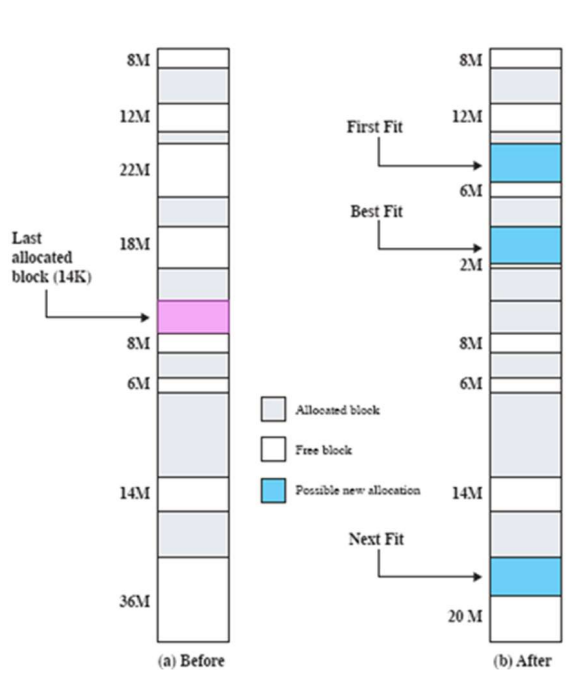 8M
12M
22M
18M
Last
allocated
block (14K)
8M
6M
14M
36M
(a) Before
Allocated block
Free block
Possible new allocation
8M
12M
First Fit
6M
Best Fit
2M
8M
6M
14M
Next Fit
20 M
(b) After